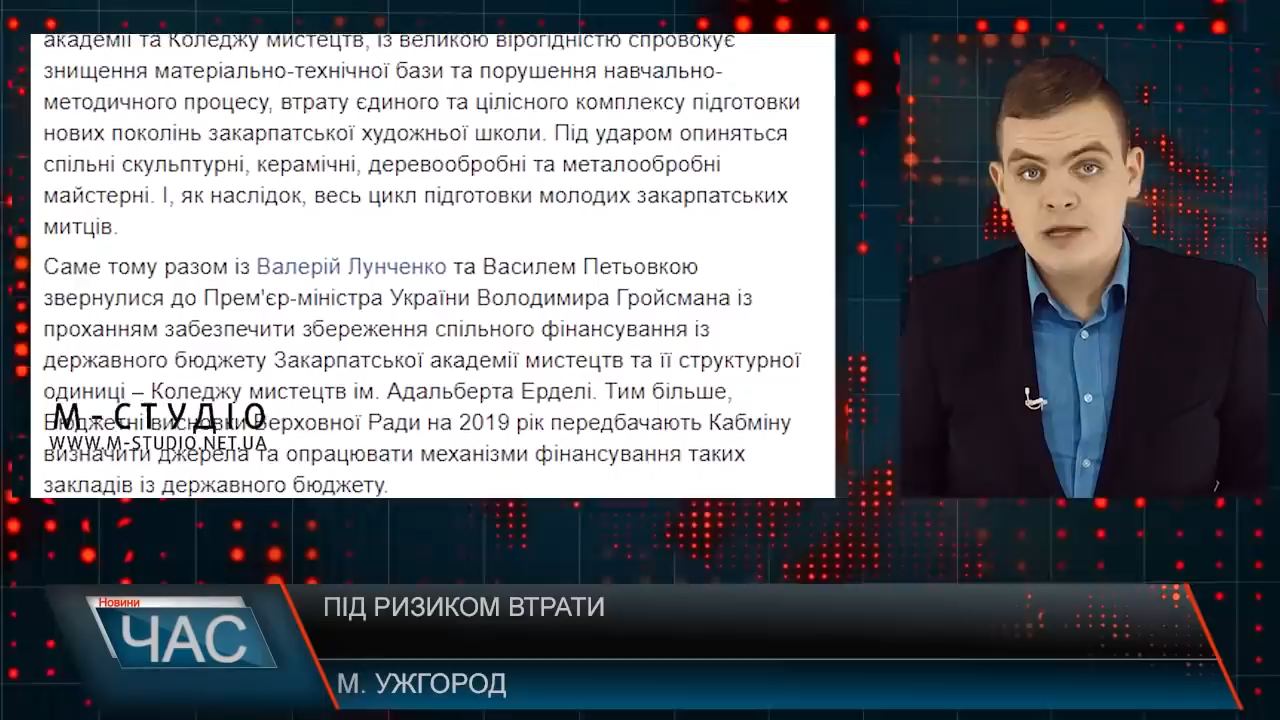 академії та Коледжу мистецтв, із великою вірогідністю спровокує
знищення матеріально-технічної бази та порушення навчально-
методичного процесу, втрату єдиного та цілісного комплексу підготовки
нових поколінь закарпатської художньої школи. Під ударом опиняться
спільні скульптурні, керамічні, деревообробні та металообробні
майстерні. І, як наслідок, весь цикл підготовки молодих закарпатських
митців.
Саме тому разом із Валерій Лунченко та Василем Петьовкою
звернулися до Прем'єр-міністра України Володимира Гройсмана із
проханням забезпечити збереження спільного фінансування із
державного бюджету Закарпатської академії мистецтв та її структурної
одиниці – Коледжу мистецтв ім. Адальберта Ерделі. Тим більше,
М-СТУДІО
Бюджетні висновки Верховної Ради на 2019 рік передбачають Кабміну
WWW.M-STUDIO.NET.UA
визначити джерела та опрацювати механізми фінансування таких
закладів із державного бюджету.
Новини
ЧАС
ПІД РИЗИКОМ ВТРАТИ
М. УЖГОРОД